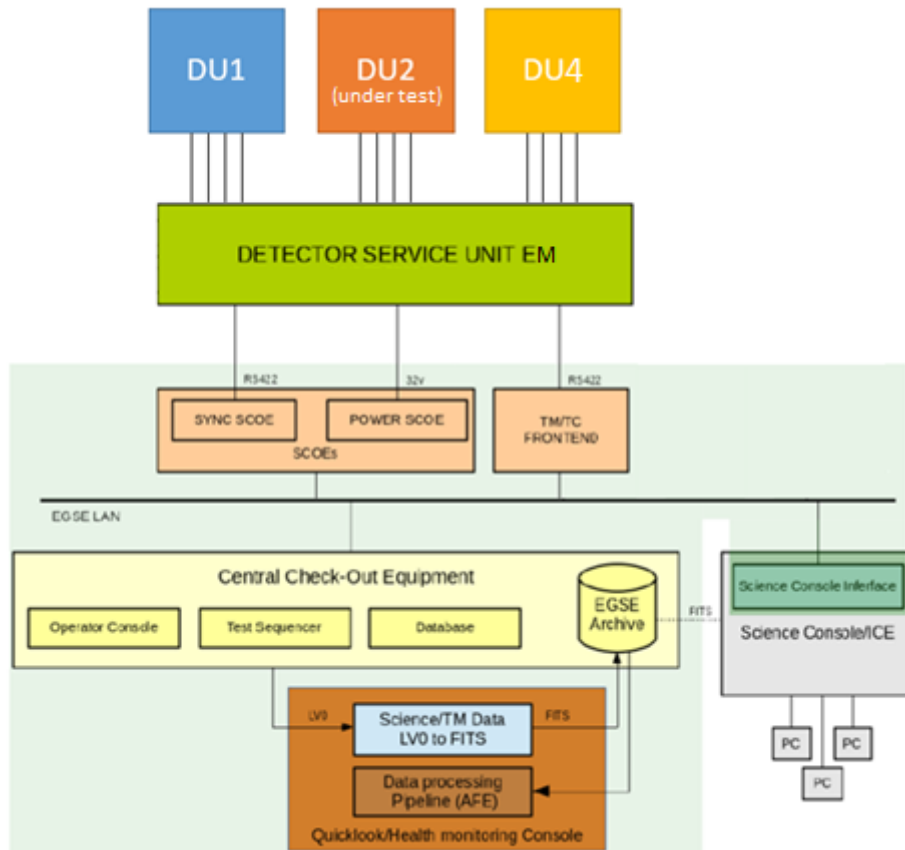 DU1
DU2
(under test)
DU4
DETECTOR SERVICE UNIT EM
RS422
32v
RS422
SYNC SCOE
POWER SCOE
SCOEs
TM/TC
FRONTEND
EGSE LAN
Central Check-Out Equipment
Operator Console
Test Sequencer
Database
EGSE
Archive
FITS
Science Console Interface
Science Console/ICE
LV0
Science/TM Data
LV0 to FITS
FITS
Data processing
Pipeline (AFE)
Quicklook/Health monitoring Console
PC
PC
PC